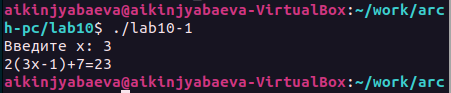 aikinjyabaeva@aikinjyabaeva-VirtualBox:~/work/arc
h-pc/lab10$ ./lab10-1
Введите x: 3
2(3x-1)+7=23
aikinjyabaeva@aikinjyabaeva-VirtualBox:~/work/arc